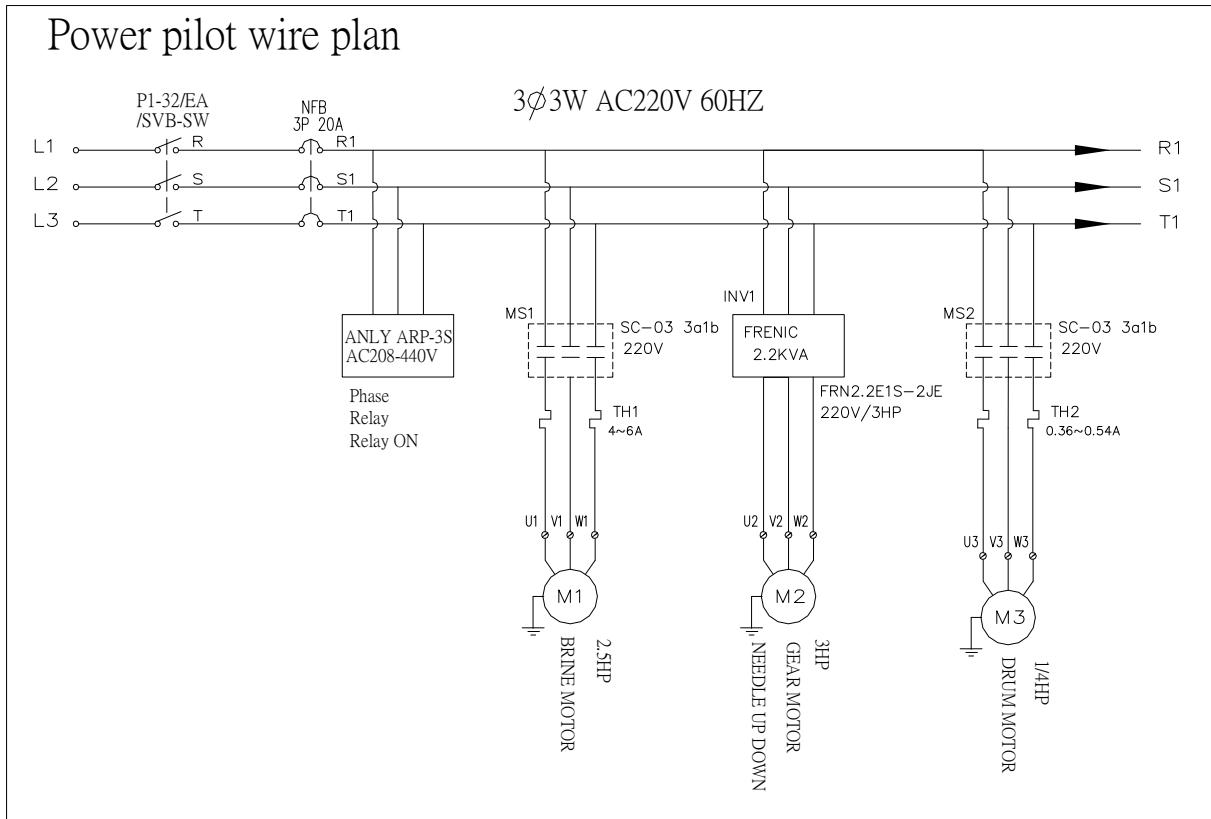 Power pilot wire plan
P1-32/EA
/SVB-SW
NFB
3P 20A
3∅3W AC220V 60HZ
L1
R
R1
R1
L2
S
S1
S1
L3
T
T1
T1
ANLY ARP-3S
AC208-440V
Phase
Relay
Relay ON
MS1
SC-03 3a1b
220V
TH1
4~6A
U1
V1
W1
M1
2.5HP
BRINE MOTOR
INV1
FRENIC
2.2KVA
FRN2.2E1S-2JE
220V/3HP
U2
V2
W2
M2
3HP
GEAR MOTOR
NEEDLE UP DOWN
MS2
SC-03 3a1b
220V
TH2
0.36~0.54A
U3
V3
W3
M3
1/4HP
DRUM MOTOR